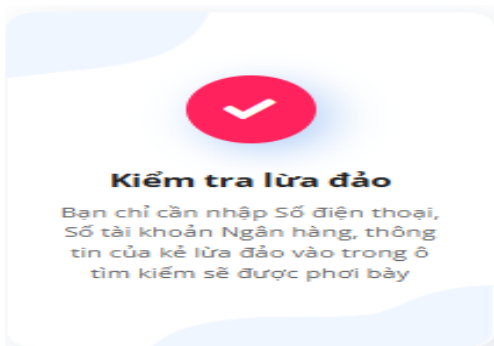 Kiểm tra lừa đảo
Bạn chỉ cần nhập Số điện thoại,
Số tài khoản Ngân hàng, thông
tin của kẻ lừa đảo vào trong ô
tìm kiếm sẽ được phơi bày